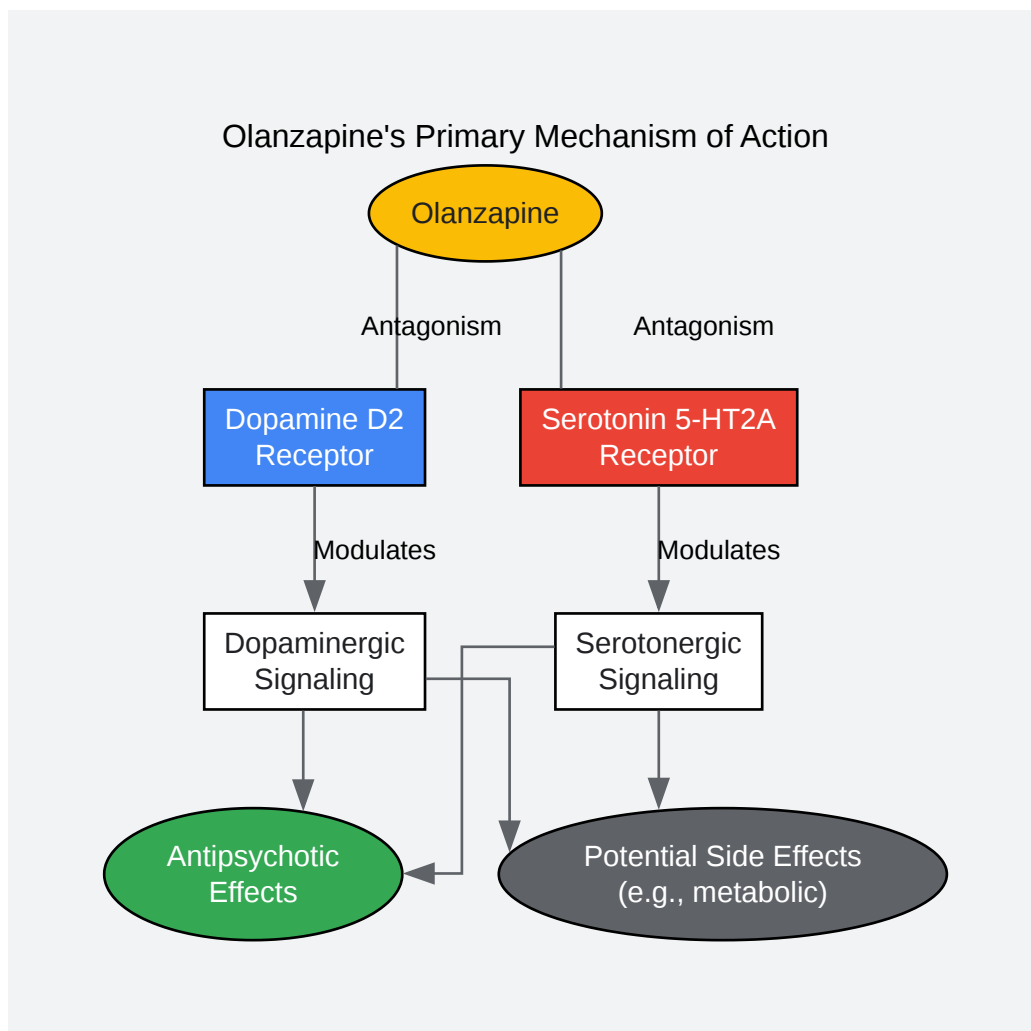 Olanzapine's Primary Mechanism of Action
Olanzapine
Antagonism
Antagonism
Dopamine D2
Receptor
Serotonin 5-HT2A
Receptor
Modulates
Modulates
Dopaminergic
Signaling
Serotonergic
Signaling
Antipsychotic
Effects
Potential Side Effects
(e.g., metabolic)